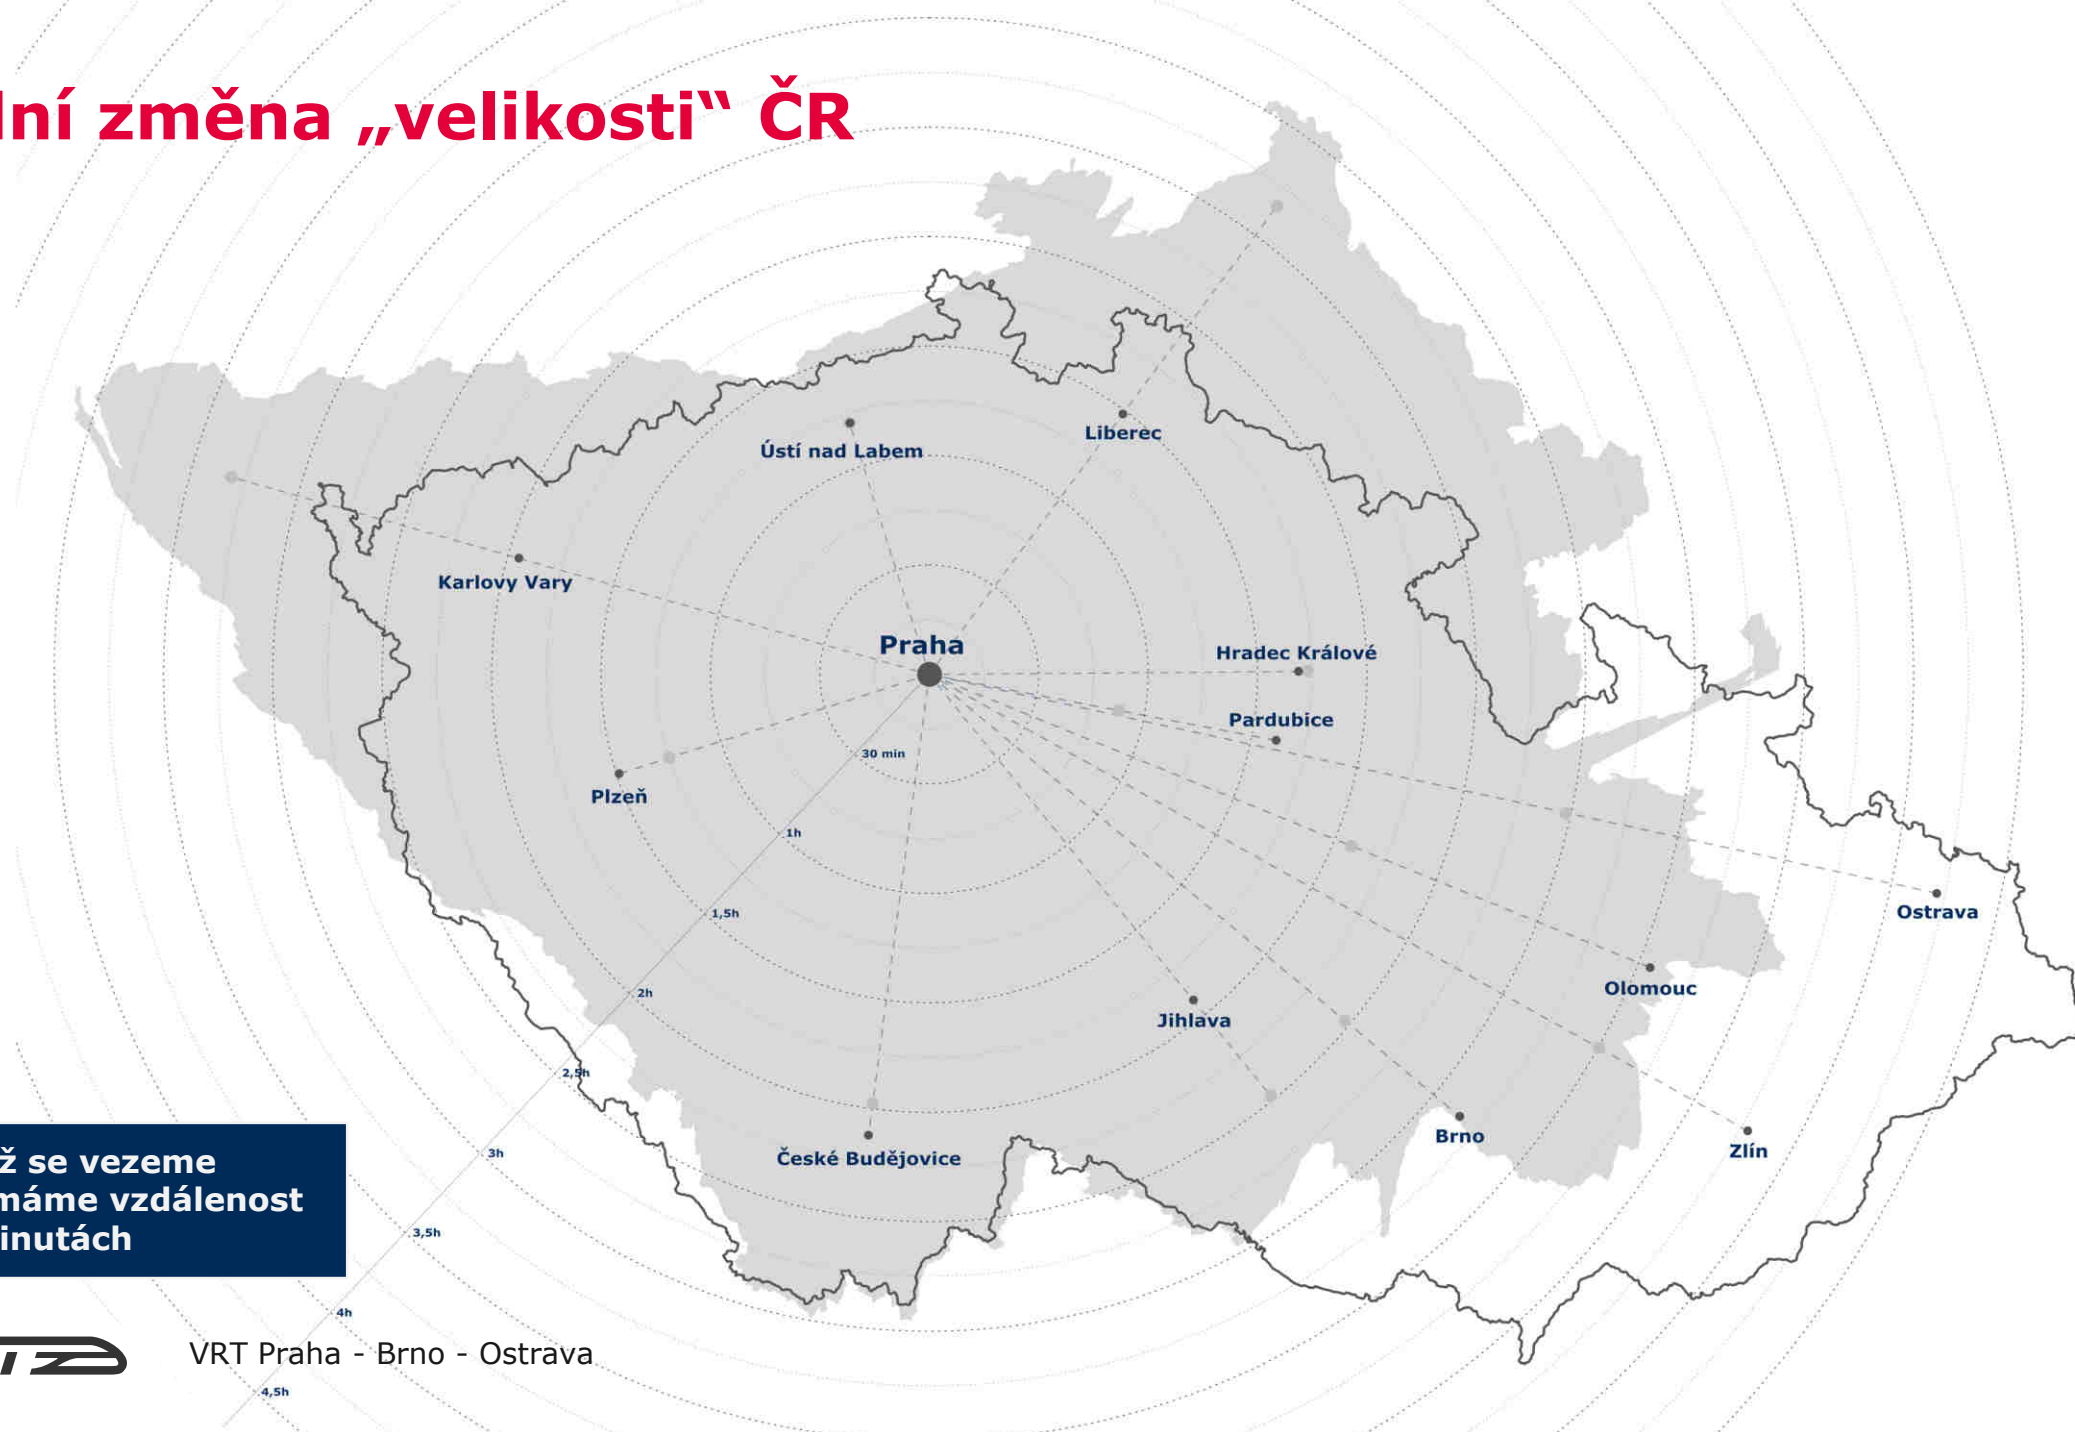 lní změna „velikosti“ ČR
Ústí nad Labem
Liberec
Karlovy Vary
Praha
Hradec Králové
Pardubice
30 min
Plzeň
1h
1,5h
Ostrava
2h
Olomouc
Jihlava
2,5h
Brno
Zlín
České Budějovice
3h
ž se vezeme
máme vzdálenost
inutách
3,5h
4h
VRT Praha - Brno - Ostrava
4,5h